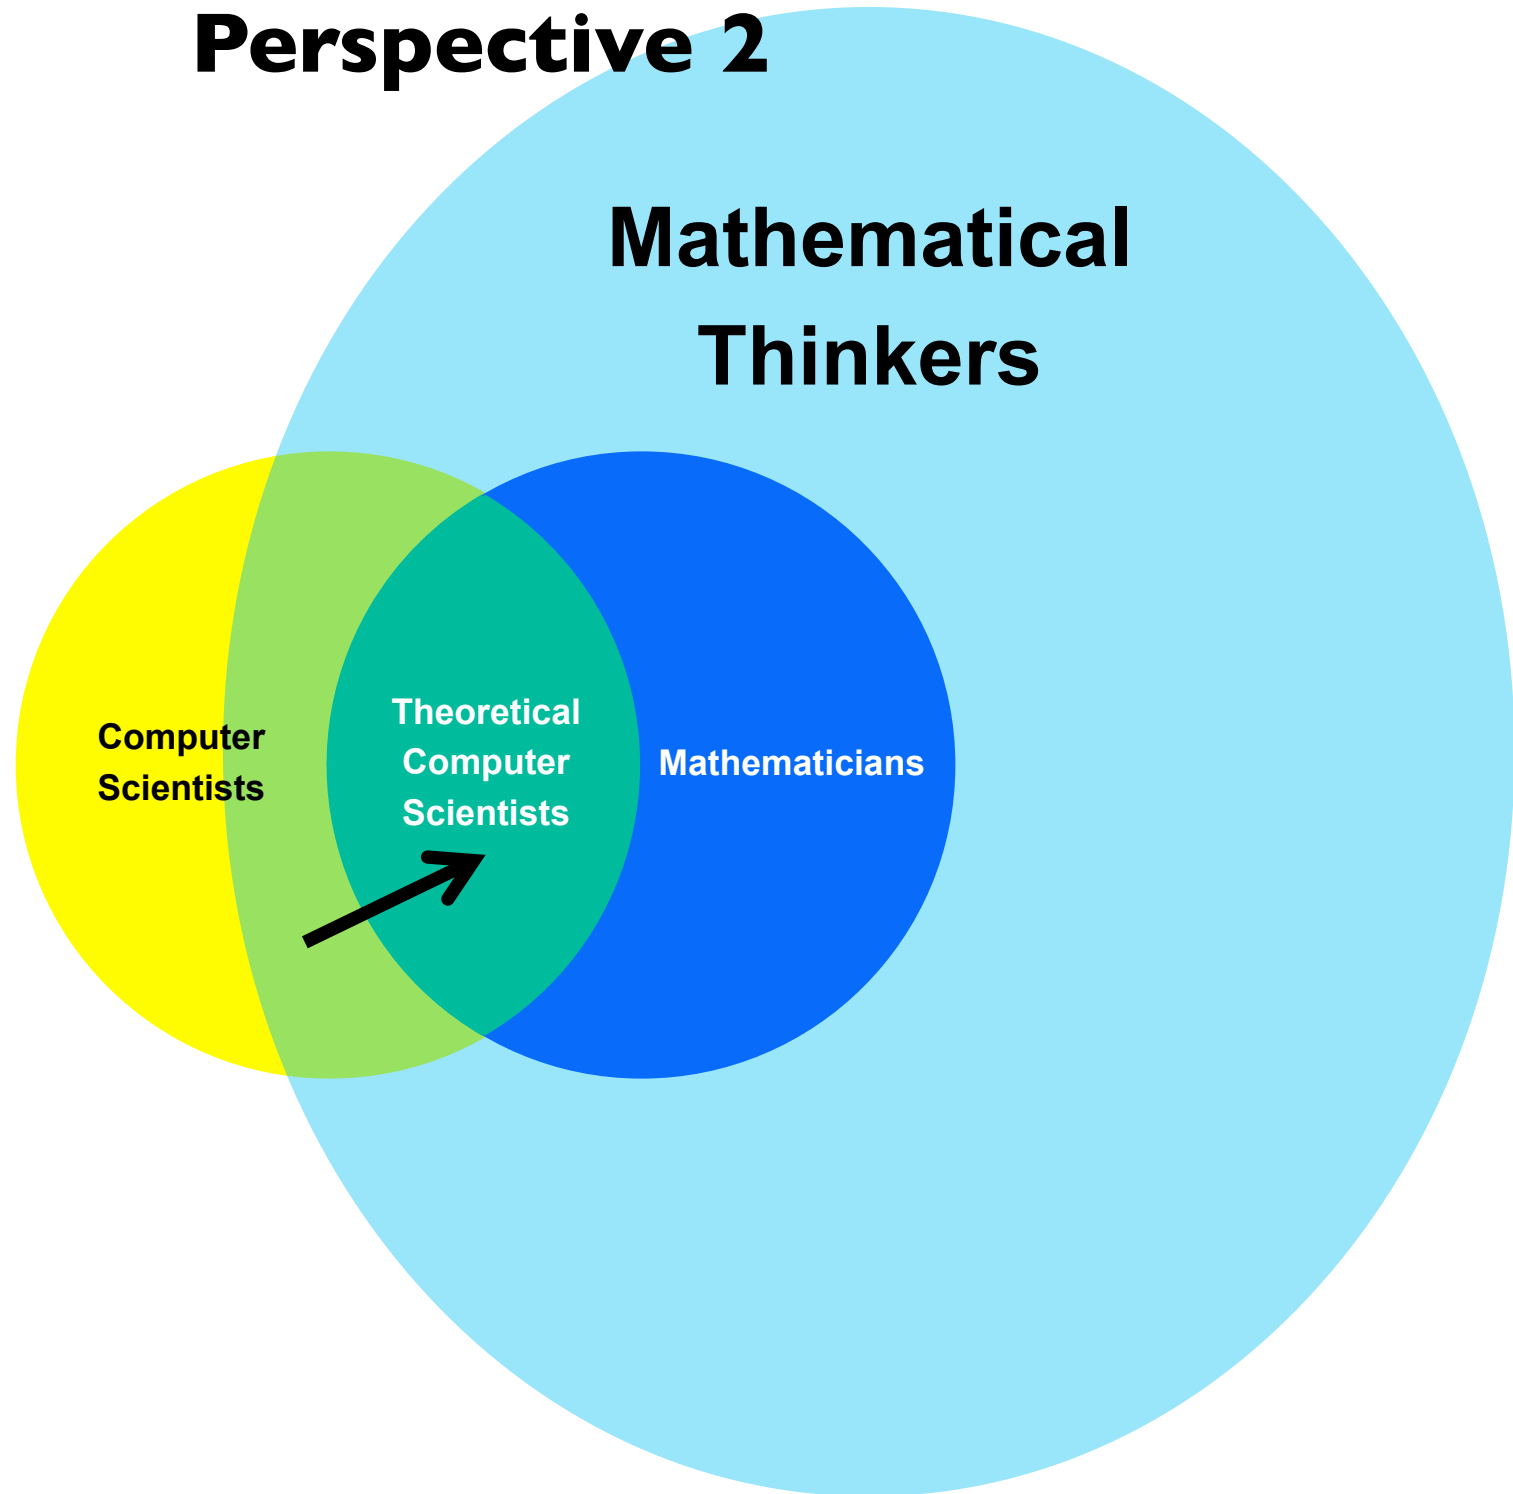 Perspective 2
Mathematical
Thinkers
Computer
Scientists
Theoretical
Computer
Scientists
Mathematicians